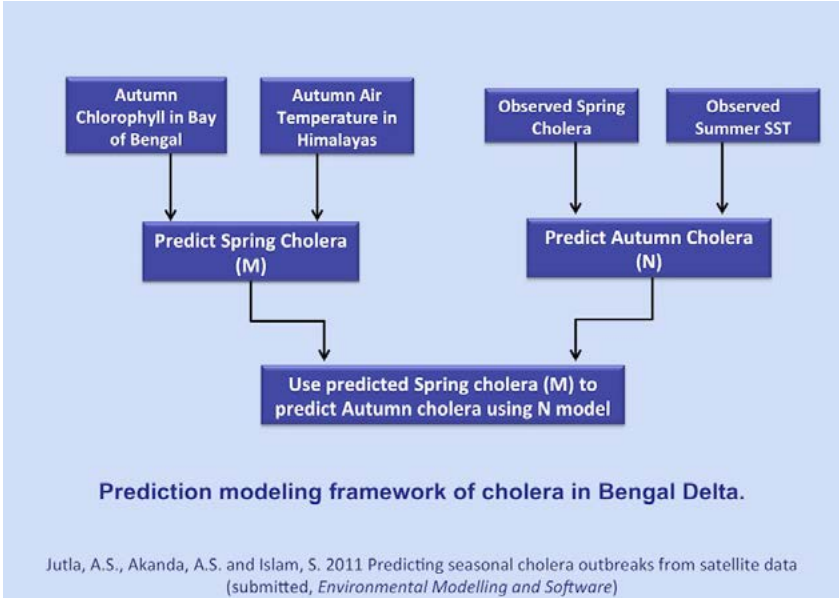 Autumn
Chlorophyll in Bay
of Bengal
Autumn Air
Temperature in
Himalayas
Observed Spring
Cholera
Observed
Summer SST
Predict Spring Cholera
(M)
Predict Autumn Cholera
(N)
Use predicted Spring cholera (M) to
predict Autumn cholera using N model
Prediction modeling framework of cholera in Bengal Delta.
Jutla, A.S., Akanda, A.S. and Islam, S. 2011 Predicting seasonal cholera outbreaks from satellite data
(submitted, Environmental Modelling and Software)